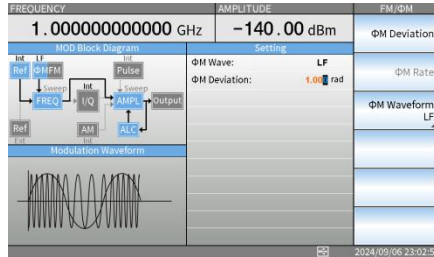 FREQUENCY
AMPLITUDE
FM/ΦM
1.000000000000 GHz
-140.00 dBm
MOD Block Diagram
Int
LF
Int
Ref
ΦM
FM
Pulse
Sweep
Int
Sweep
FREQ
I/Q
AMPL
Output
Ref
AM
ALC
Ext
Int
Modulation Waveform
Setting
ΦM Wave:
LF
ΦM Deviation:
1.000 rad
ΦM Deviation
ΦM Rate
ΦM Waveform
LF
2024/09/06 23:02:5